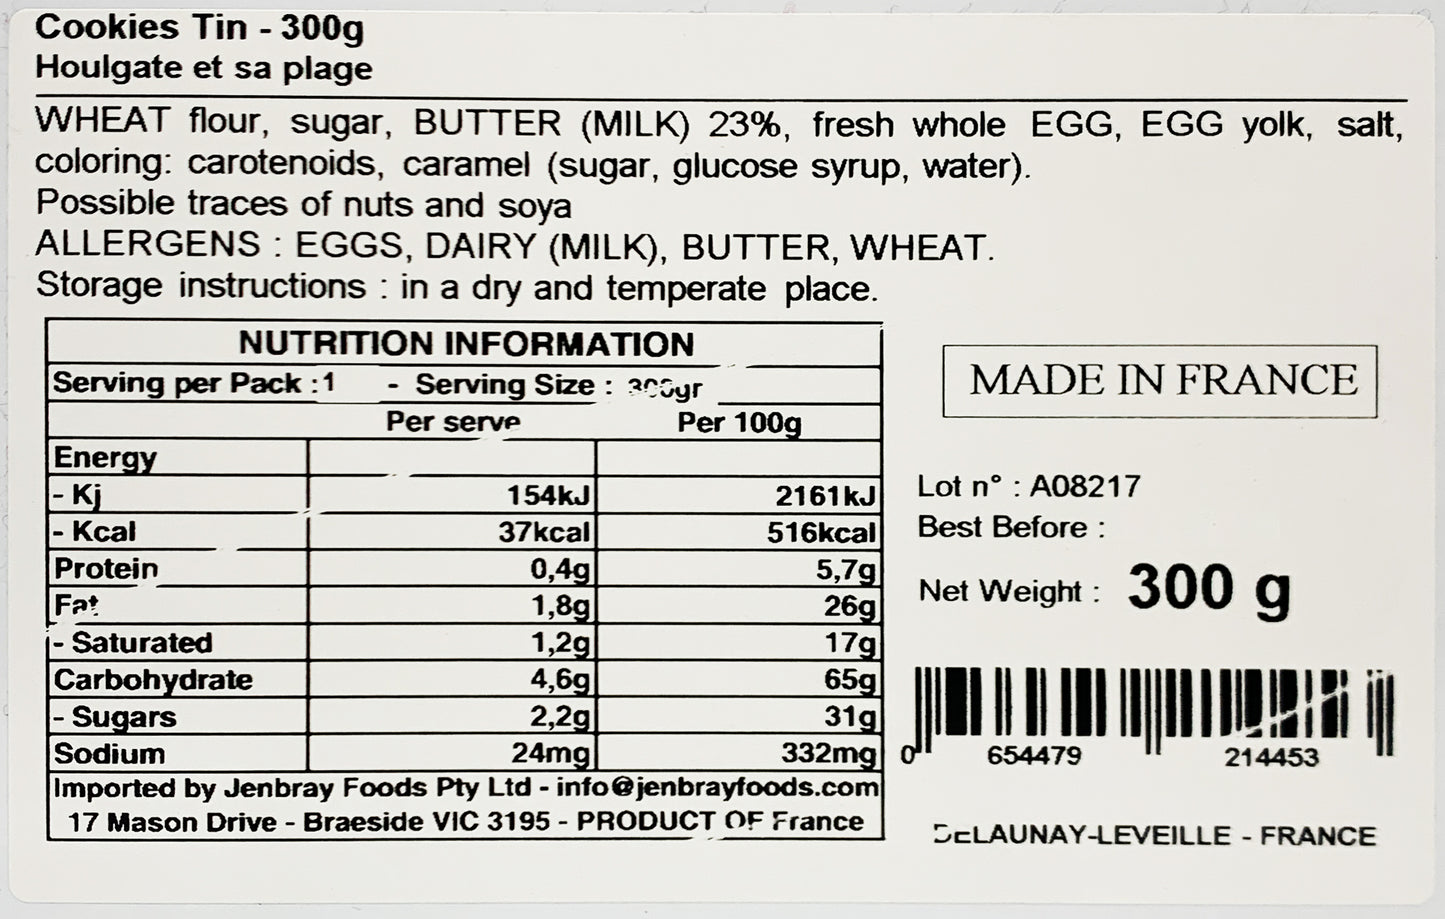 Cookies Tin - 300g
Houlgate et sa plage
WHEAT flour, sugar, BUTTER (MILK) 23%, fresh whole EGG, EGG yolk, salt,
coloring: carotenoids, caramel (sugar, glucose syrup, water).
Possible traces of nuts and soya
ALLERGENS : EGGS, DAIRY (MILK), BUTTER, WHEAT.
Storage instructions : in a dry and temperate place.
NUTRITION INFORMATION
Serving per Pack :1 - Serving Size : 300gr
Per serve Per 100g
Energy
- Kj 154kJ 2161kJ
- Kcal 37kcal 516kcal
Protein 0,4g 5,7g
Fat 1,8g 26g
- Saturated 1,2g 17g
Carbohydrate 4,6g 65g
- Sugars 2,2g 31g
Sodium 24mg 332mg
Imported by Jenbray Foods Pty Ltd - info@jenbrayfoods.com
17 Mason Drive - Braeside VIC 3195 - PRODUCT OF France
MADE IN FRANCE
Lot n° : A08217
Best Before :
Net Weight : 300 g
0 654479 214453
DELAUNAY-LEVEILLE - FRANCE